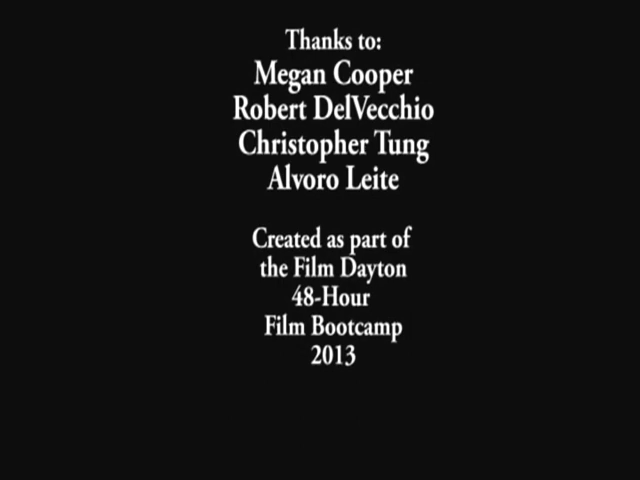 Thanks to:
Megan Cooper
Robert DelVecchio
Christopher Tung
Alvoro Leite
Created as part of
the Film Dayton
48-Hour
Film Bootcamp
2013